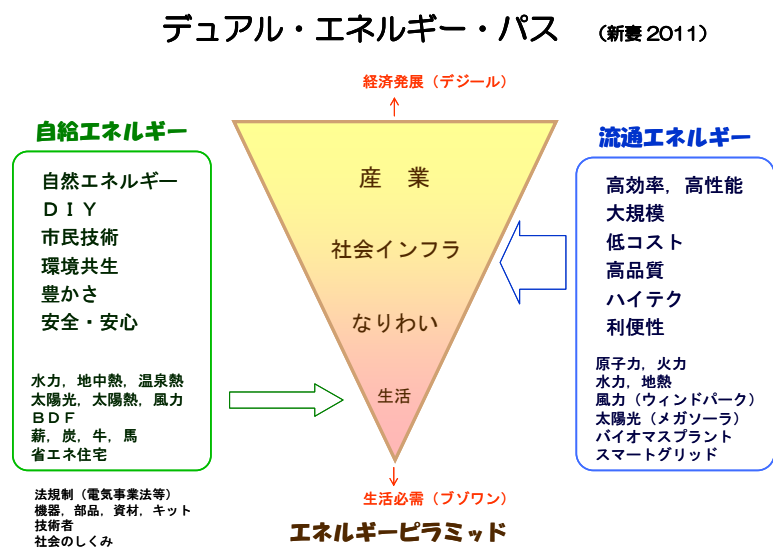 デュアル・エネルギー・パス （新妻 2011）
経済発展（デジール）
自給エネルギー
自然エネルギー
ＤＩＹ
市民技術
環境共生
豊かさ
安全・安心
水力，地中熱，温泉熱
太陽光，太陽熱，風力
ＢＤＦ
薪，炭，牛，馬
省エネ住宅
法規制（電気事業法等）
機器，部品，資材，キット
技術者
社会のしくみ
産　業
社会インフラ
なりわい
生活
生活必需（ブゾワン）
エネルギーピラミッド
流通エネルギー
高効率，高性能
大規模
低コスト
高品質
ハイテク
利便性
原子力，火力
水力，地熱
風力（ウィンドパーク）
太陽光（メガソーラ）
バイオマスプラント
スマートグリッド